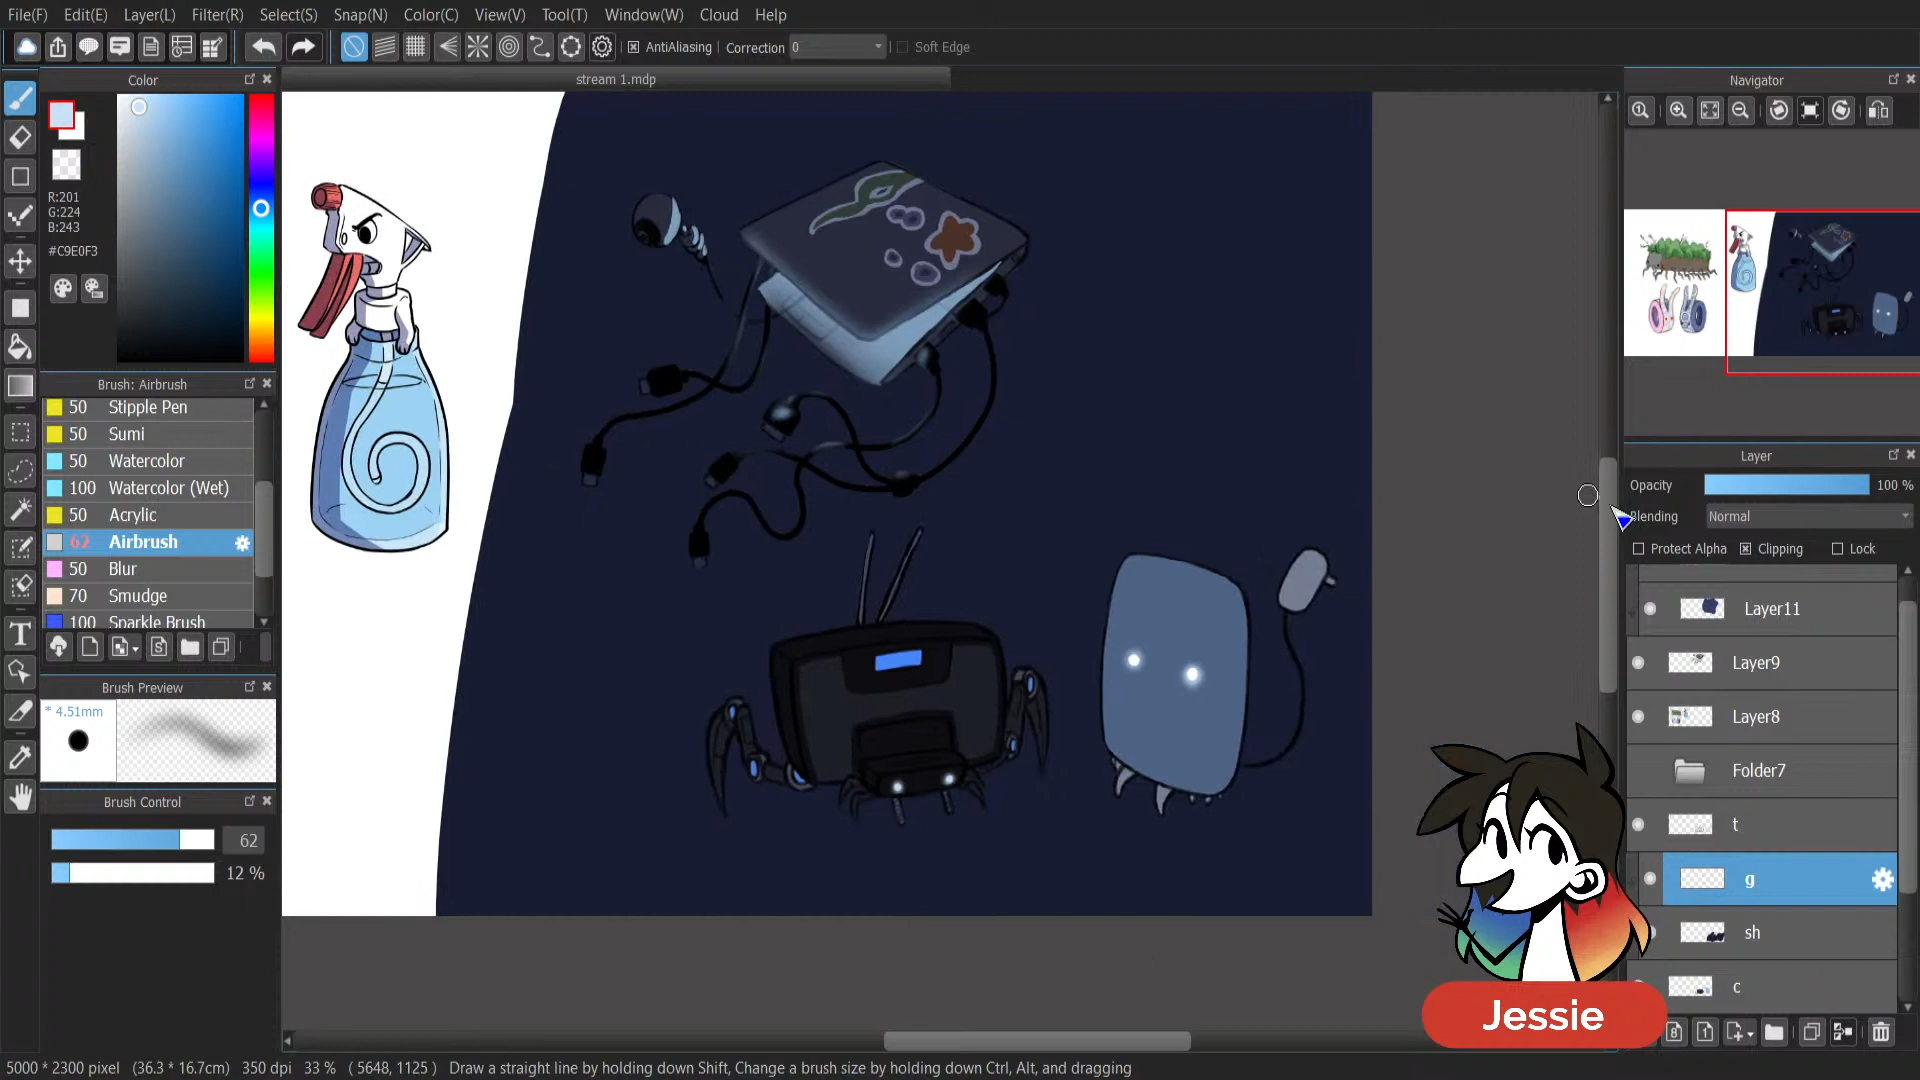 File(F) Edit(E) Layer(L) Filter(R) Select(S) Snap(N) Color(C) View(V) Tool(T) Window(W) Cloud Help
AntiAliasing Correction 0 Soft Edge
Color
stream 1.mdp
Navigator
R:201
G:224
B:243
#C9E0F3
Brush: Airbrush
50 Stipple Pen
50 Sumi
50 Watercolor
100 Watercolor (Wet)
50 Acrylic
62 Airbrush
50 Blur
70 Smudge
100 Sparkle Brush
Brush Preview
* 4.51mm
Brush Control
62
12 %
Layer
Opacity 100 %
Blending Normal
Protect Alpha Clipping Lock
Layer11
Layer9
Layer8
Folder7
t
g
sh
c
Jessie
5000 * 2300 pixel (36.3 * 16.7cm) 350 dpi 33 % ( 5648, 1125 ) Draw a straight line by holding down Shift, Change a brush size by holding down Ctrl, Alt, and dragging